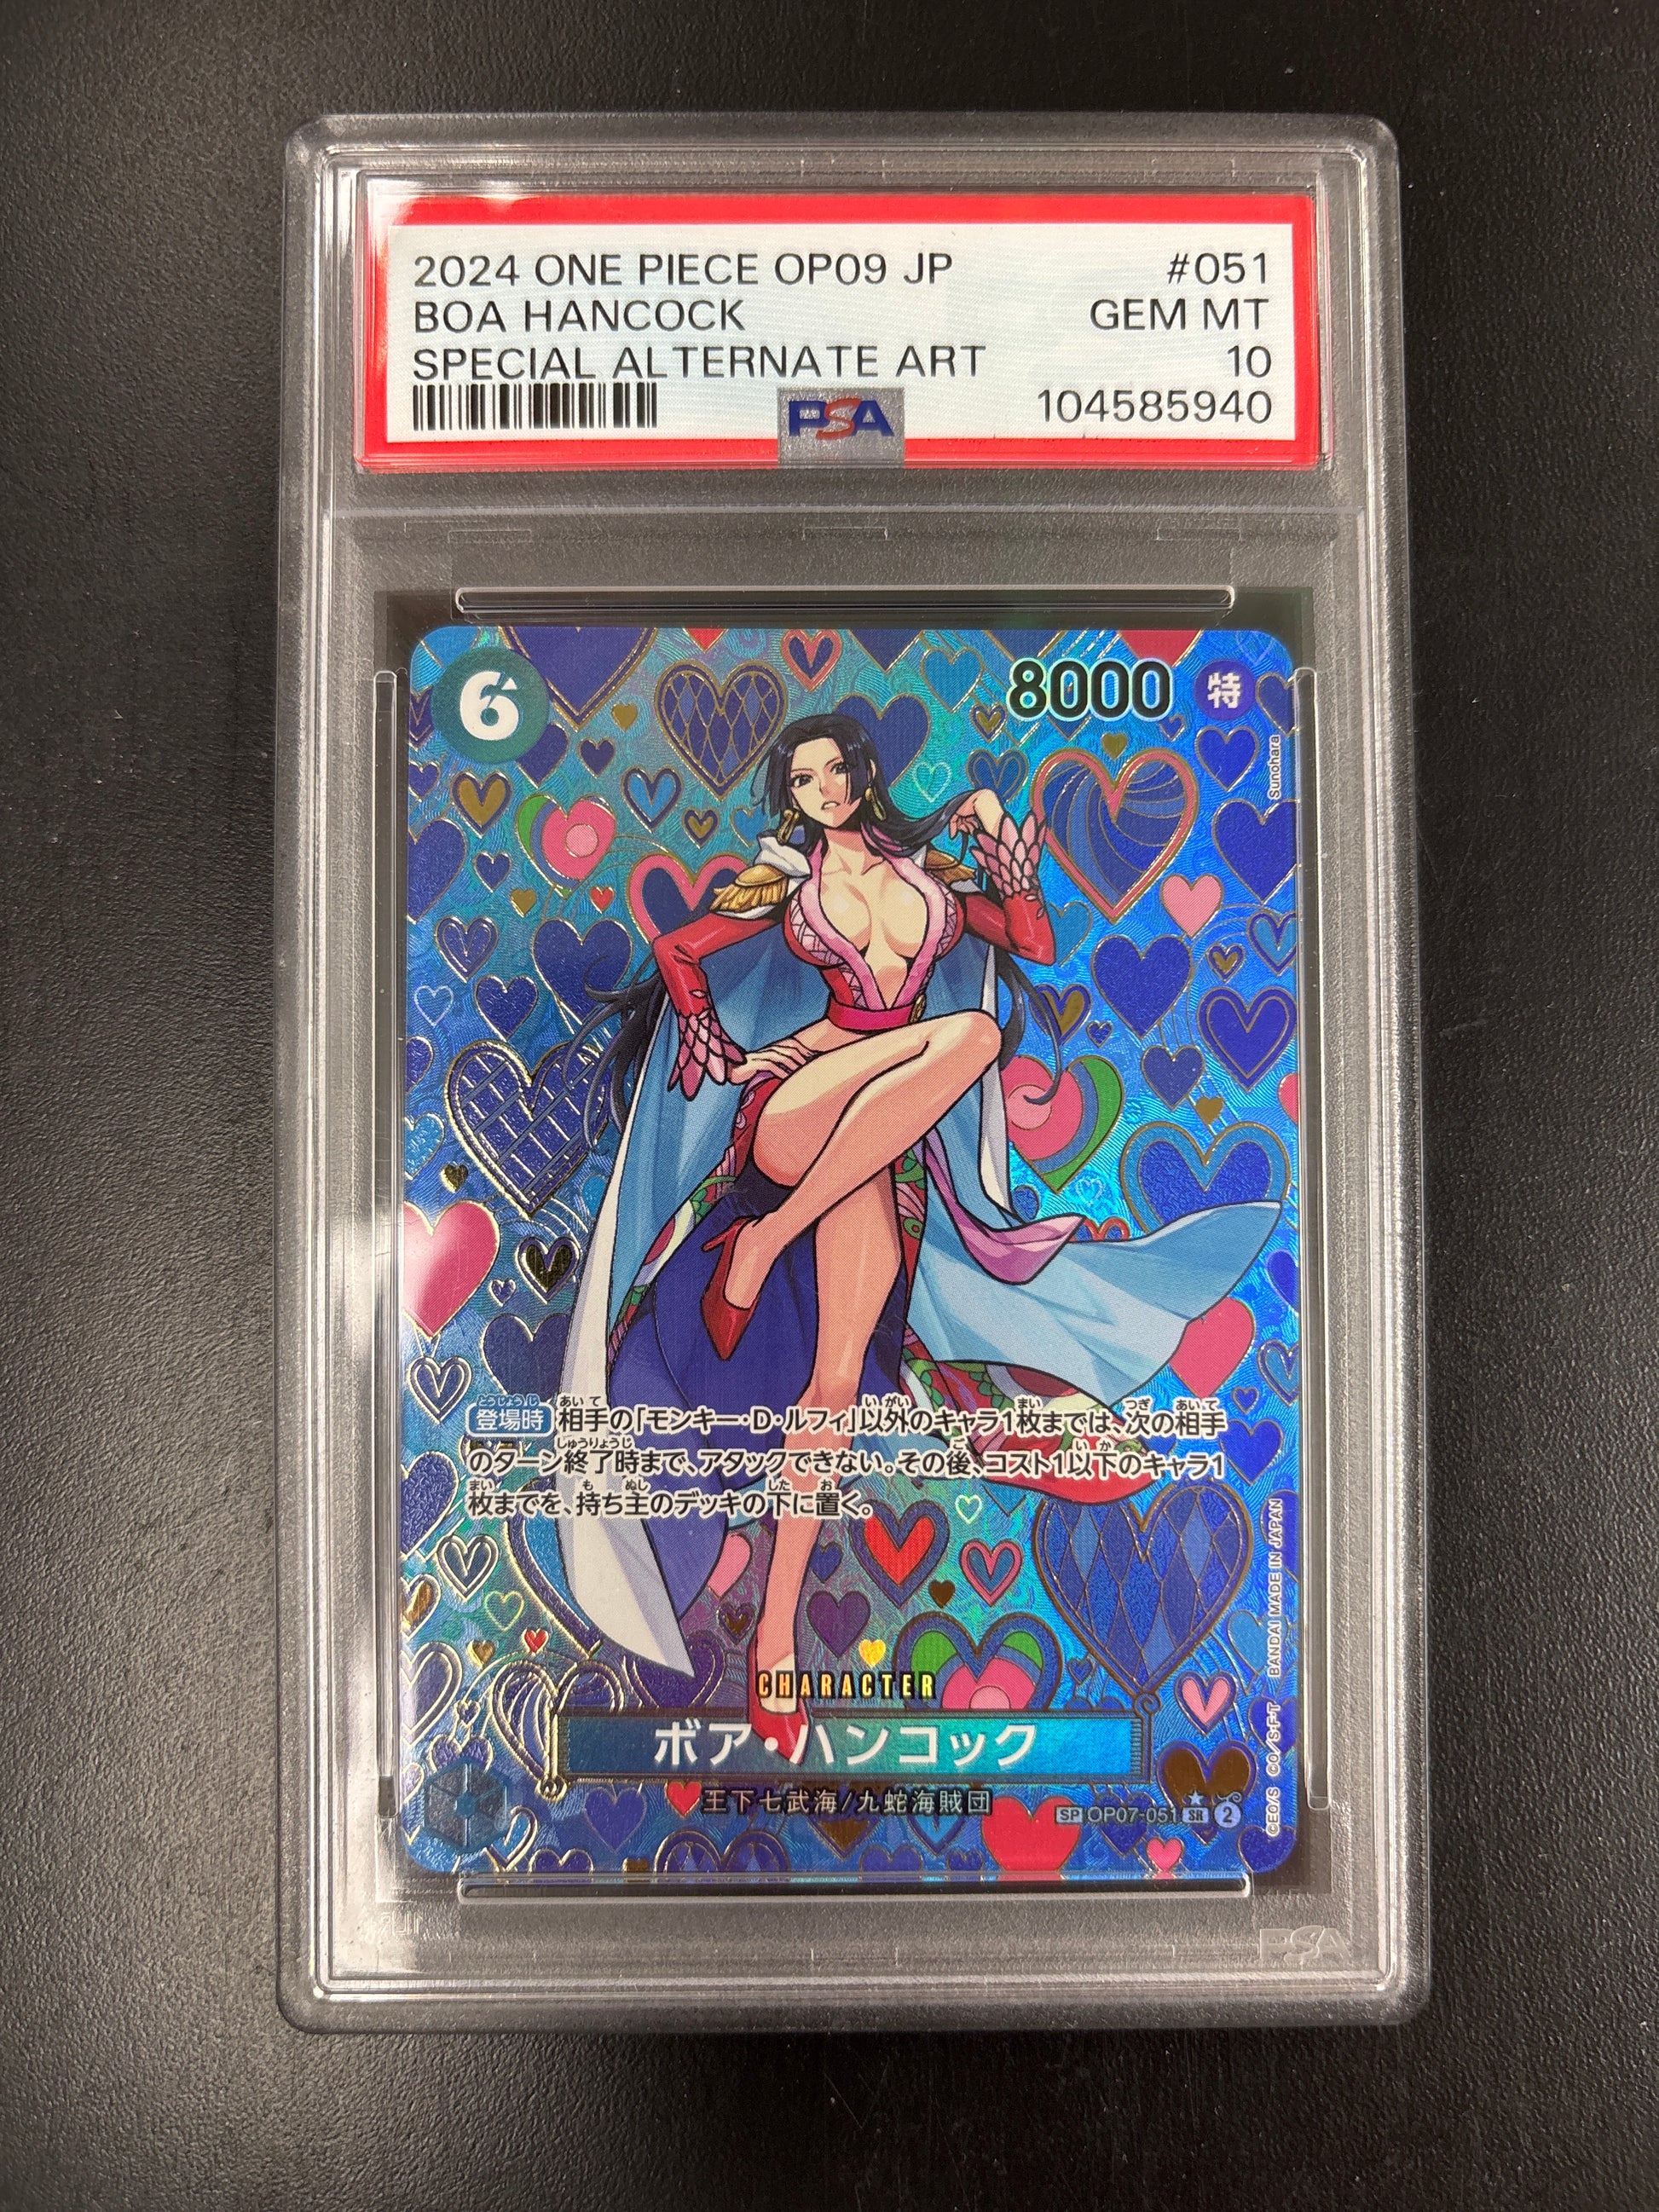 2024 ONE PIECE OP09 JP #051
BOA HANCOCK GEM MT
SPECIAL ALTERNATE ART 10
PSA 104585940
6
8000 特
Sunohara
登場時 相手の「モンキー・D・ルフィ」以外のキャラ1枚までは、次の相手
のターン終了時まで、アタックできない。その後、コスト1以下のキャラ1
枚までを、持ち主のデッキの下に置く。
CHARACTER
ボア・ハンコック
王下七武海/九蛇海賊団
SP OP07-051 SR 2
©E.O/S ©O/S・F・T BANDAI MADE IN JAPAN
PSA